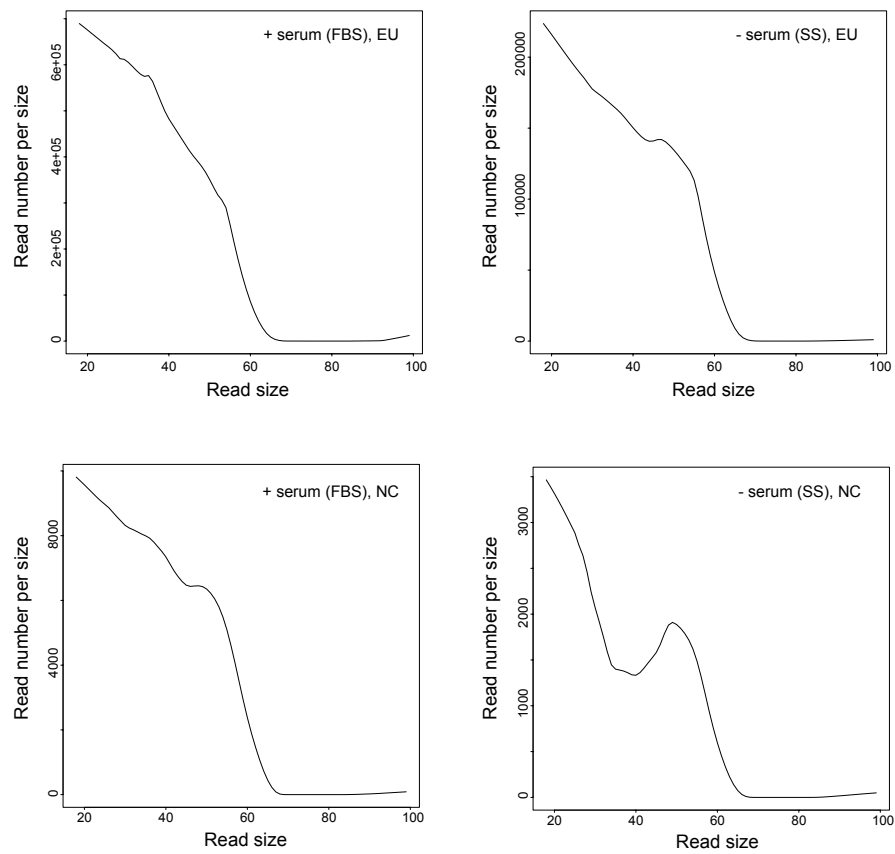 + serum (FBS), EU
Read number per size
0
2e+05
4e+05
6e+05
20 40 60 80 100
Read size
- serum (SS), EU
Read number per size
0
100000
200000
20 40 60 80 100
Read size
+ serum (FBS), NC
Read number per size
0
4000
8000
20 40 60 80 100
Read size
- serum (SS), NC
Read number per size
0
1000
2000
3000
20 40 60 80 100
Read size